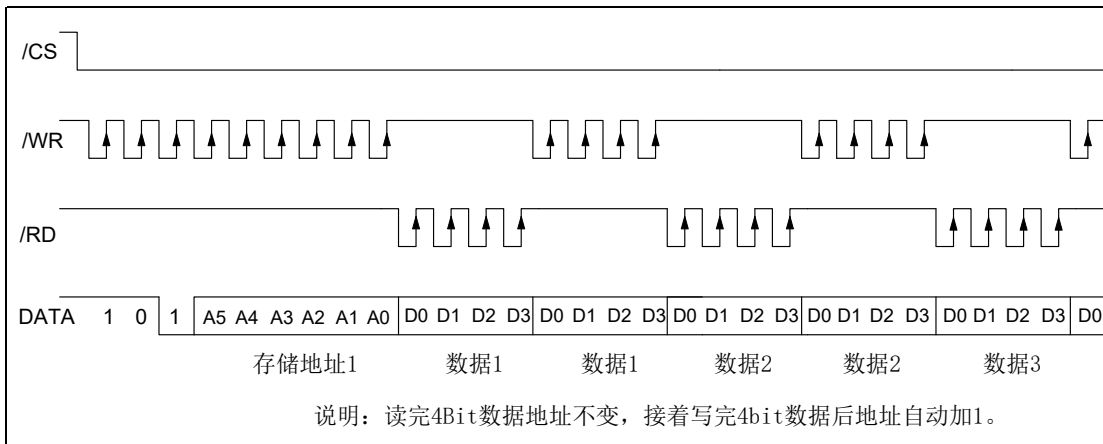 /CS
/WR
/RD
DATA 1 0 1 A5 A4 A3 A2 A1 A0 D0 D1 D2 D3 D0 D1 D2 D3 D0 D1 D2 D3 D0 D1 D2 D3 D0 D1 D2 D3 D0
存储地址1 数据1 数据1 数据2 数据2 数据3
说明：读完4Bit数据地址不变，接着写完4bit数据后地址自动加1。